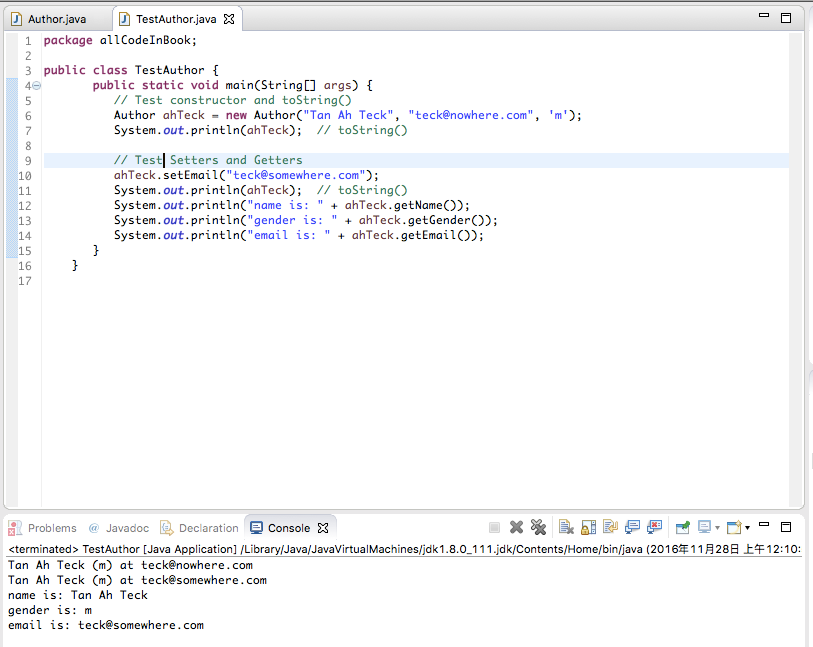 Author.java TestAuthor.java
1 package allCodeInBook;
2
3 public class TestAuthor {
4 public static void main(String[] args) {
5 // Test constructor and toString()
6 Author ahTeck = new Author("Tan Ah Teck", "teck@nowhere.com", 'm');
7 System.out.println(ahTeck); // toString()
8
9 // Test Setters and Getters
10 ahTeck.setEmail("teck@somewhere.com");
11 System.out.println(ahTeck); // toString()
12 System.out.println("name is: " + ahTeck.getName());
13 System.out.println("gender is: " + ahTeck.getGender());
14 System.out.println("email is: " + ahTeck.getEmail());
15 }
16 }
17
Problems @ Javadoc Declaration Console
<terminated> TestAuthor [Java Application] /Library/Java/JavaVirtualMachines/jdk1.8.0_111.jdk/Contents/Home/bin/java (2016年11月28日 上午12:10:
Tan Ah Teck (m) at teck@nowhere.com
Tan Ah Teck (m) at teck@somewhere.com
name is: Tan Ah Teck
gender is: m
email is: teck@somewhere.com